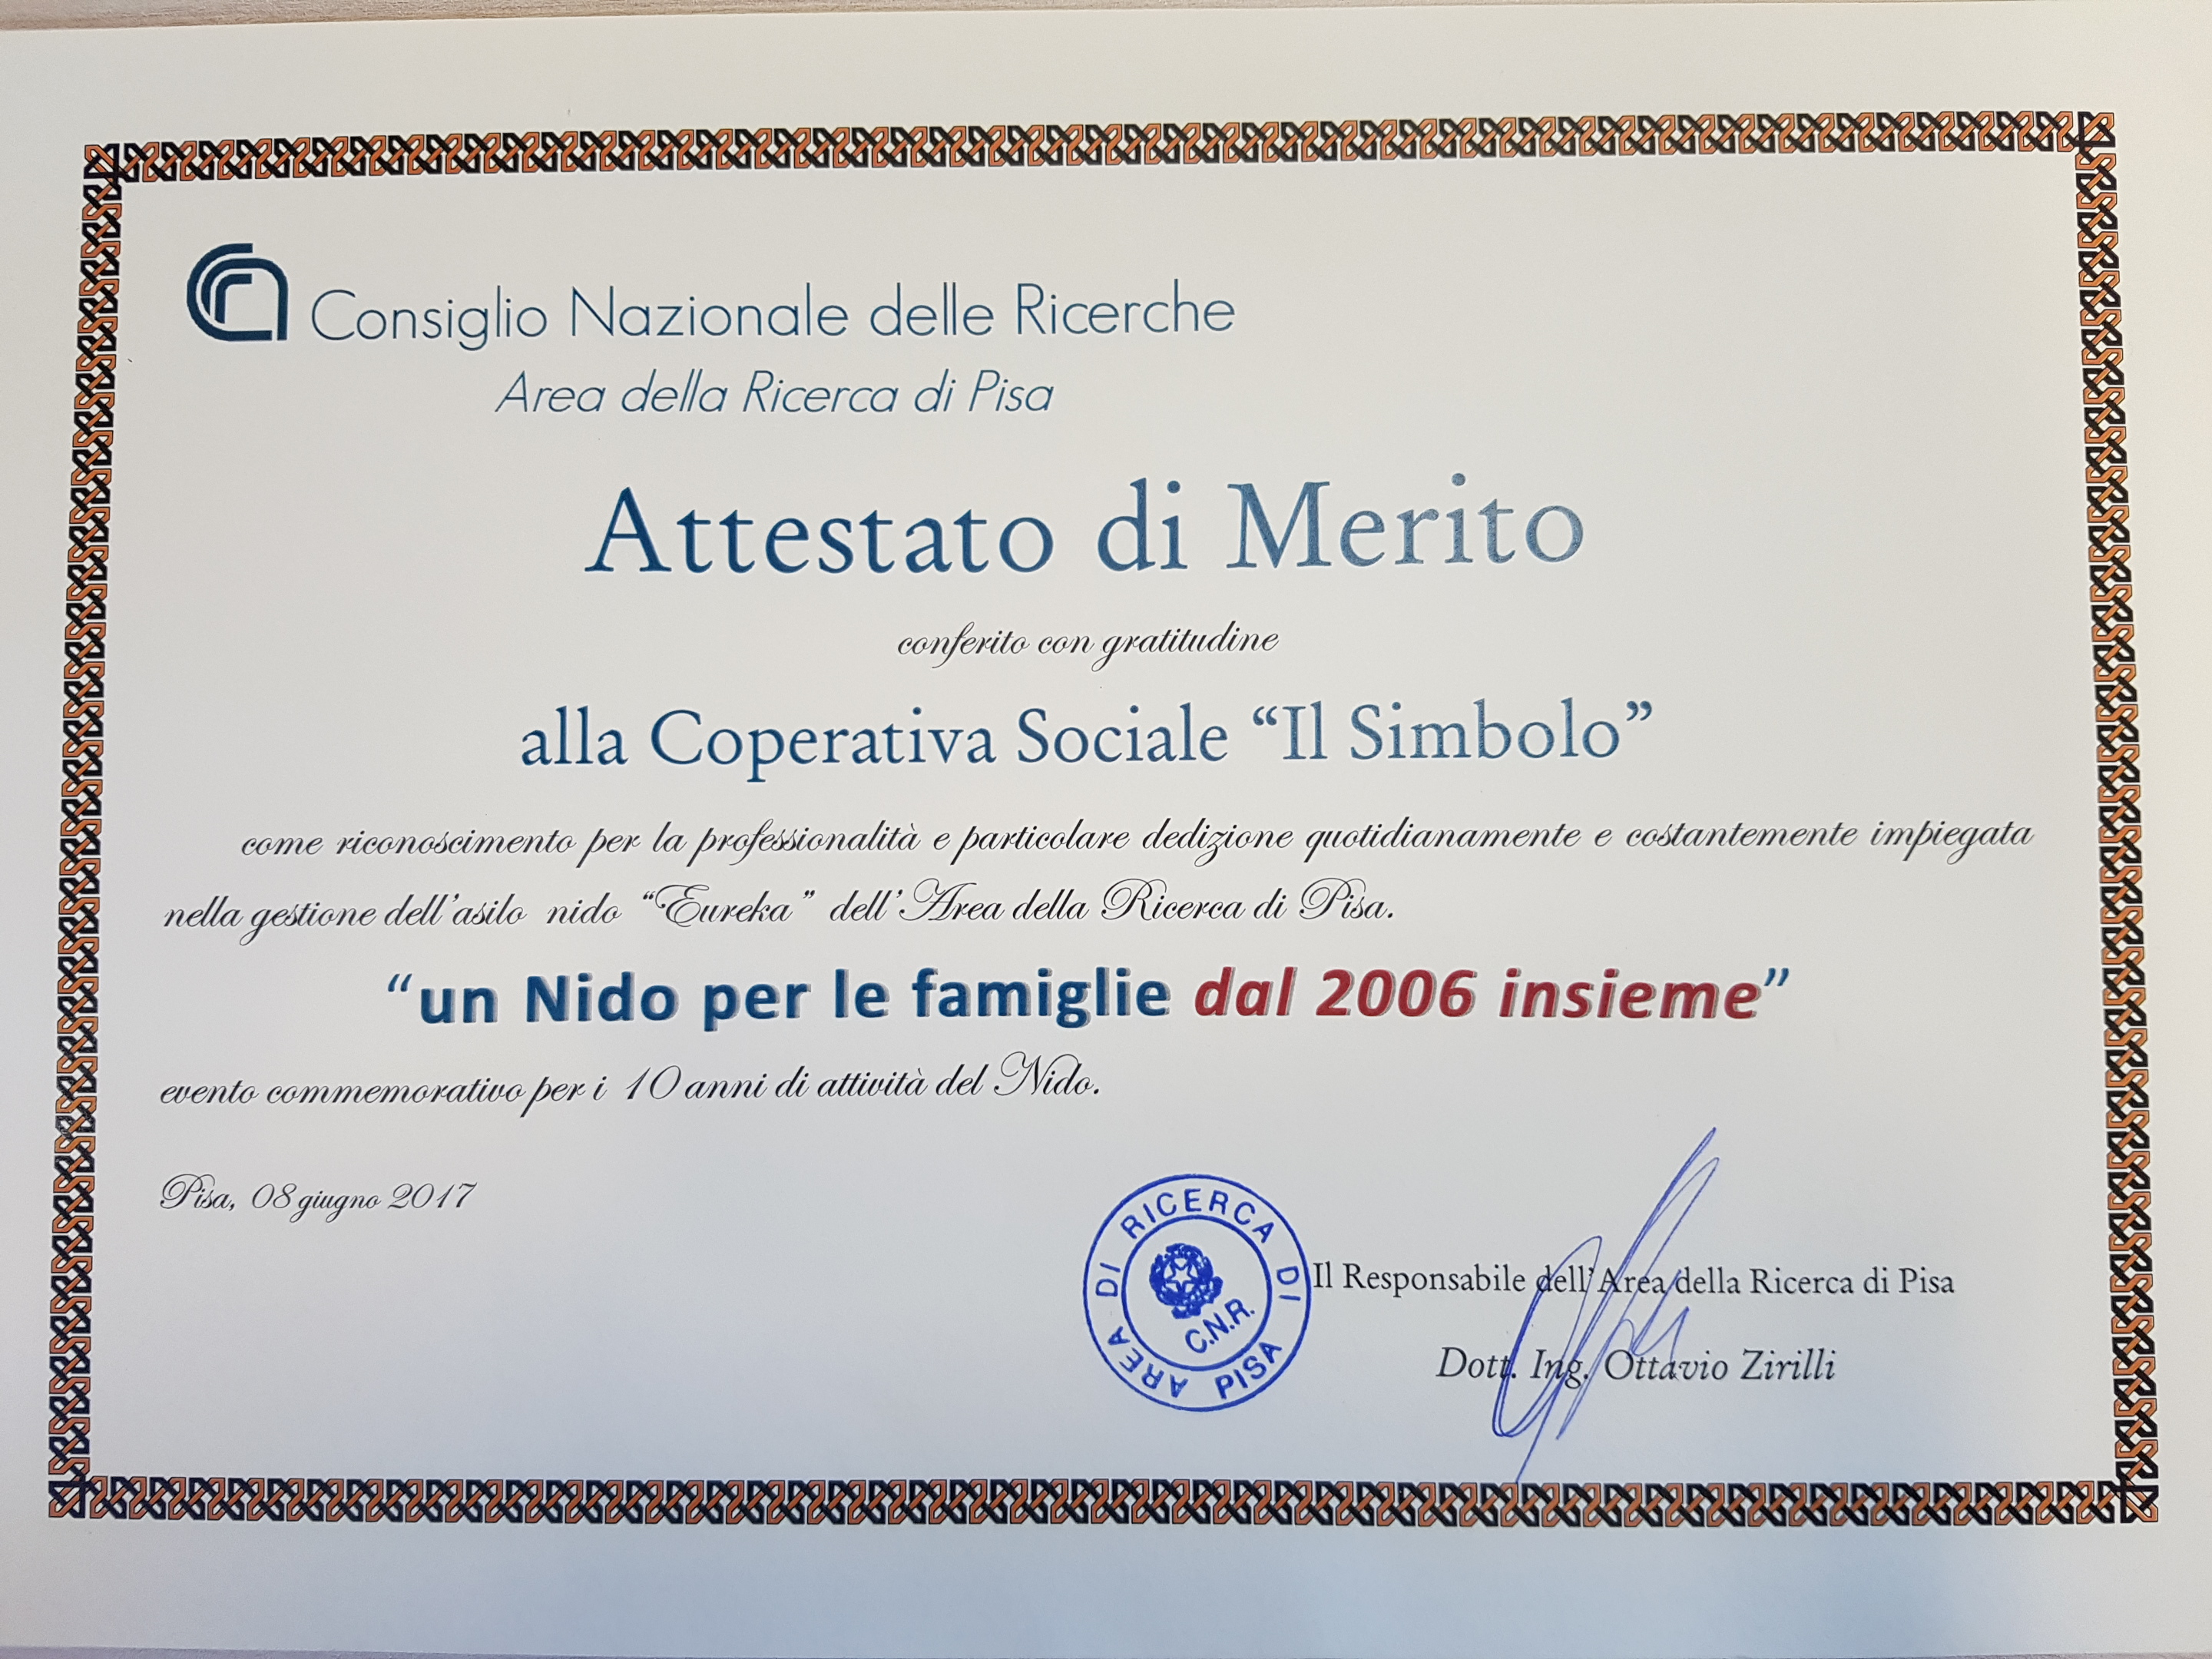 Consiglio Nazionale delle Ricerche
Area della Ricerca di Pisa
Attestato di Merito
conferito con gratitudine
alla Coperativa Sociale “Il Simbolo”
come riconoscimento per la professionalità e particolare dedizione quotidianamente e costantemente impiegata
nella gestione dell'asilo nido “Eureka” dell'Area della Ricerca di Pisa.
“un Nido per le famiglie dal 2006 insieme”
evento commemorativo per i 10 anni di attività del Nido.
Pisa, 08 giugno 2017
AREA DI RICERCA DI PISA
C.N.R.
Il Responsabile dell'Area della Ricerca di Pisa
Dott. Ing. Ottavio Zirilli